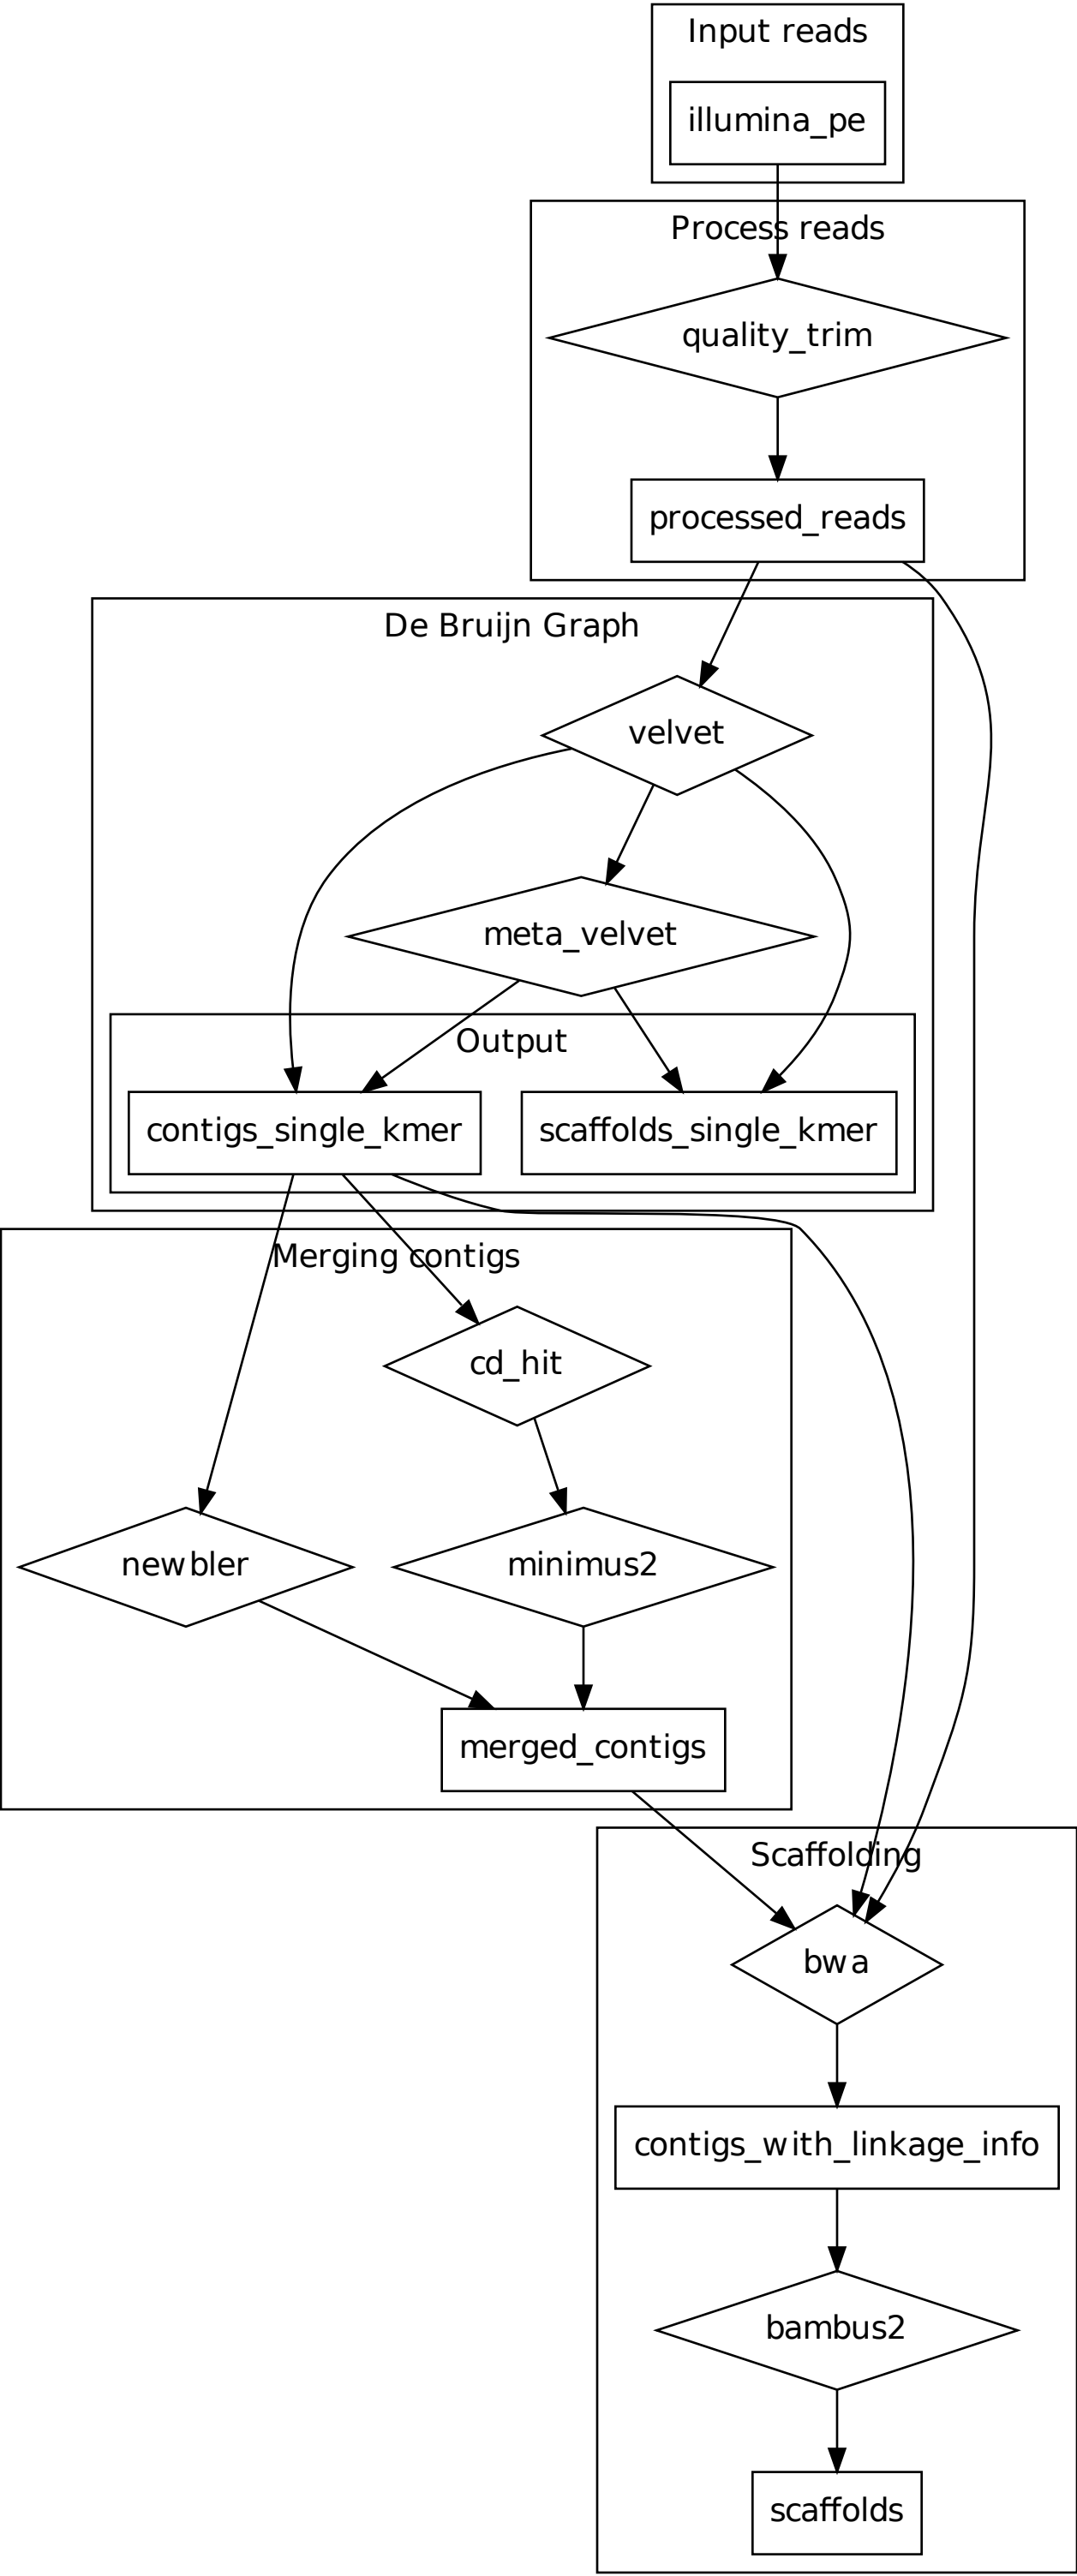 Input reads
illumina_pe
Process reads
quality_trim
processed_reads
De Bruijn Graph
velvet
meta_velvet
Output
contigs_single_kmer
scaffolds_single_kmer
Merging contigs
cd_hit
newbler
minimus2
merged_contigs
Scaffolding
bwa
contigs_with_linkage_info
bambus2
scaffolds